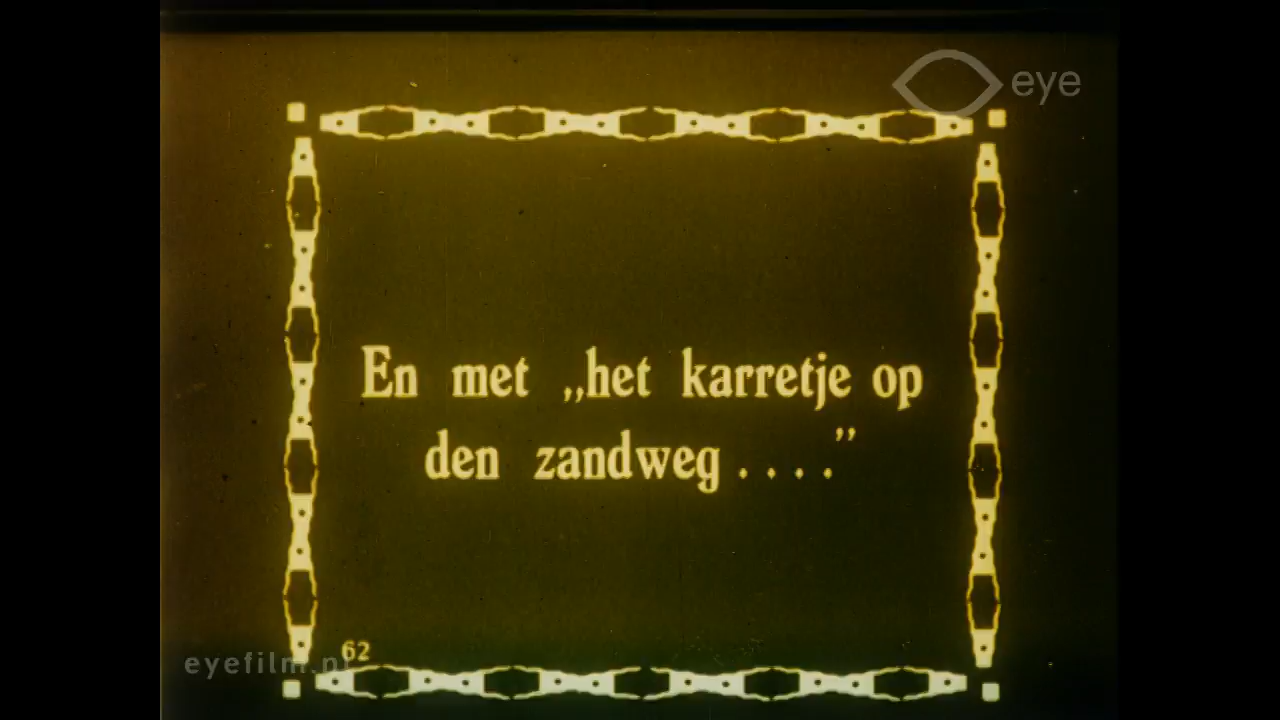 eye
En met „het karretje op
den zandweg ....”
62
eyefilm.nl